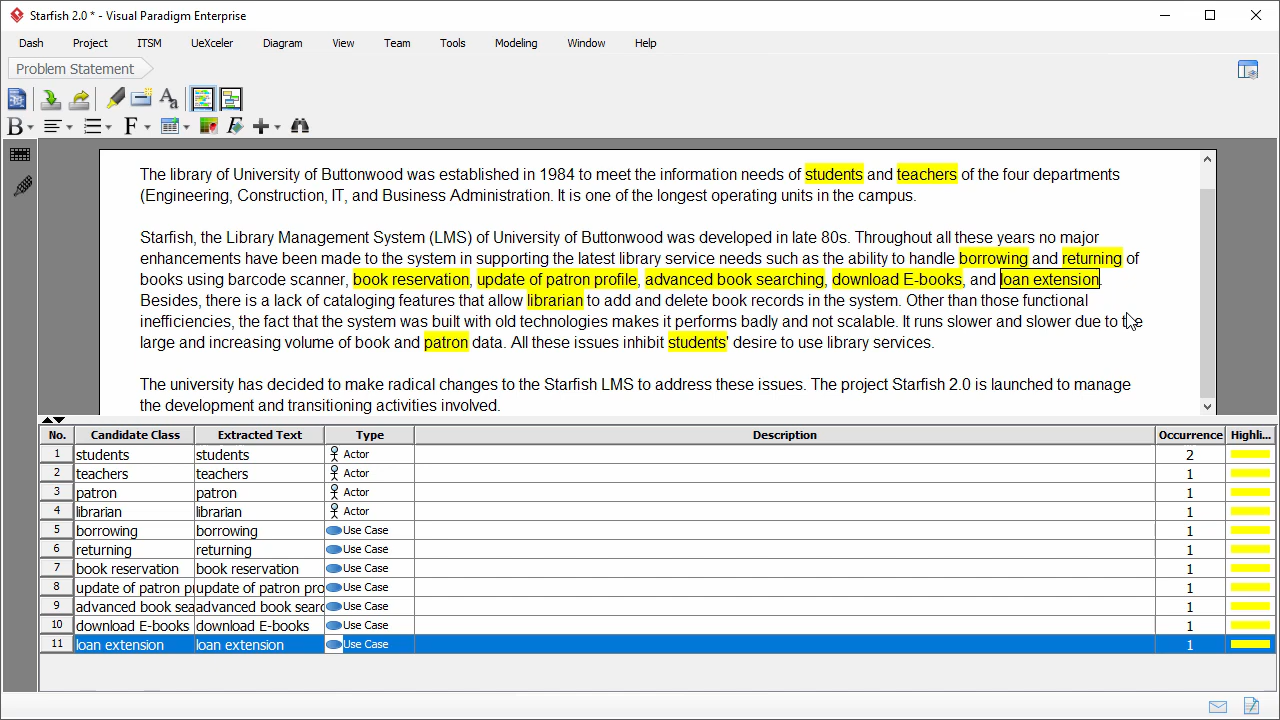 Starfish 2.0 * - Visual Paradigm Enterprise
Dash Project ITSM UeXceler Diagram View Team Tools Modeling Window Help
Problem Statement
The library of University of Buttonwood was established in 1984 to meet the information needs of students and teachers of the four departments
(Engineering, Construction, IT, and Business Administration. It is one of the longest operating units in the campus.
Starfish, the Library Management System (LMS) of University of Buttonwood was developed in late 80s. Throughout all these years no major
enhancements have been made to the system in supporting the latest library service needs such as the ability to handle borrowing and returning of
books using barcode scanner, book reservation, update of patron profile, advanced book searching, download E-books, and loan extension.
Besides, there is a lack of cataloging features that allow librarian to add and delete book records in the system. Other than those functional
inefficiencies, the fact that the system was built with old technologies makes it performs badly and not scalable. It runs slower and slower due to the
large and increasing volume of book and patron data. All these issues inhibit students' desire to use library services.
The university has decided to make radical changes to the Starfish LMS to address these issues. The project Starfish 2.0 is launched to manage
the development and transitioning activities involved.
No. Candidate Class Extracted Text Type Description Occurrence Highli...
1 students students Actor 2
2 teachers teachers Actor 1
3 patron patron Actor 1
4 librarian librarian Actor 1
5 borrowing borrowing Use Case 1
6 returning returning Use Case 1
7 book reservation book reservation Use Case 1
8 update of patron pr update of patron pro Use Case 1
9 advanced book sea advanced book searc Use Case 1
10 download E-books download E-books Use Case 1
11 loan extension loan extension Use Case 1